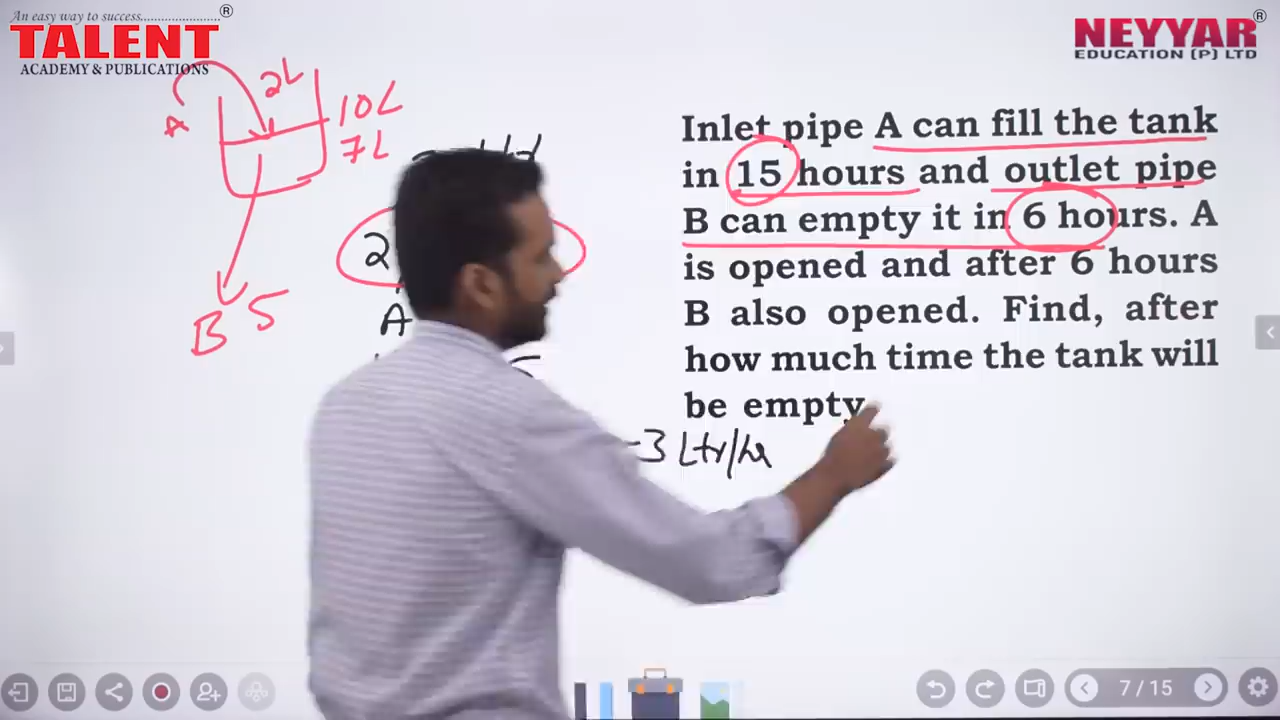 An easy way to success......................®
TALENT
ACADEMY & PUBLICATIONS
NEYYAR®
EDUCATION (P) LTD
2L
A
10L
7L
B 5
2
A
-3 Ltr/hr
Inlet pipe A can fill the tank
in 15 hours and outlet pipe
B can empty it in 6 hours. A
is opened and after 6 hours
B also opened. Find, after
how much time the tank will
be empty
7 / 15